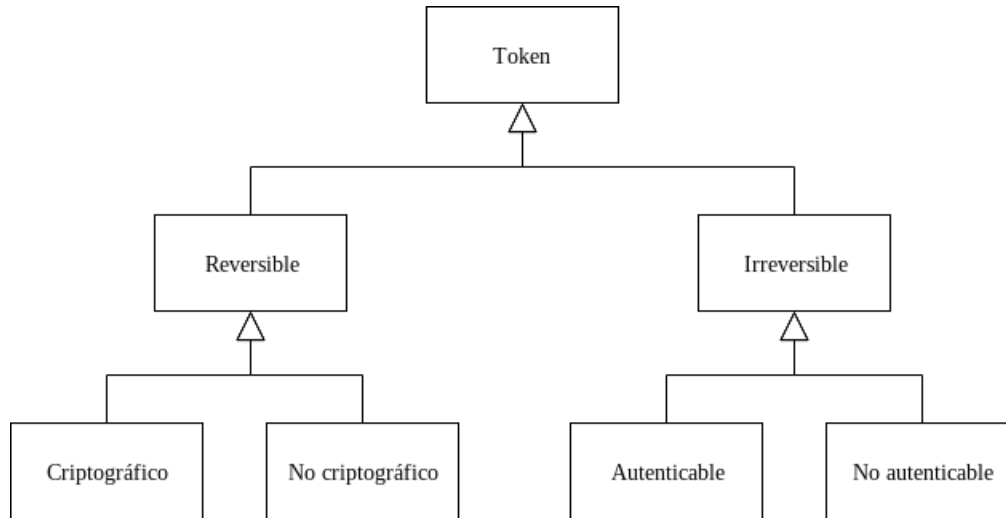 Token
Reversible
Irreversible
Criptográfico
No criptográfico
Autenticable
No autenticable